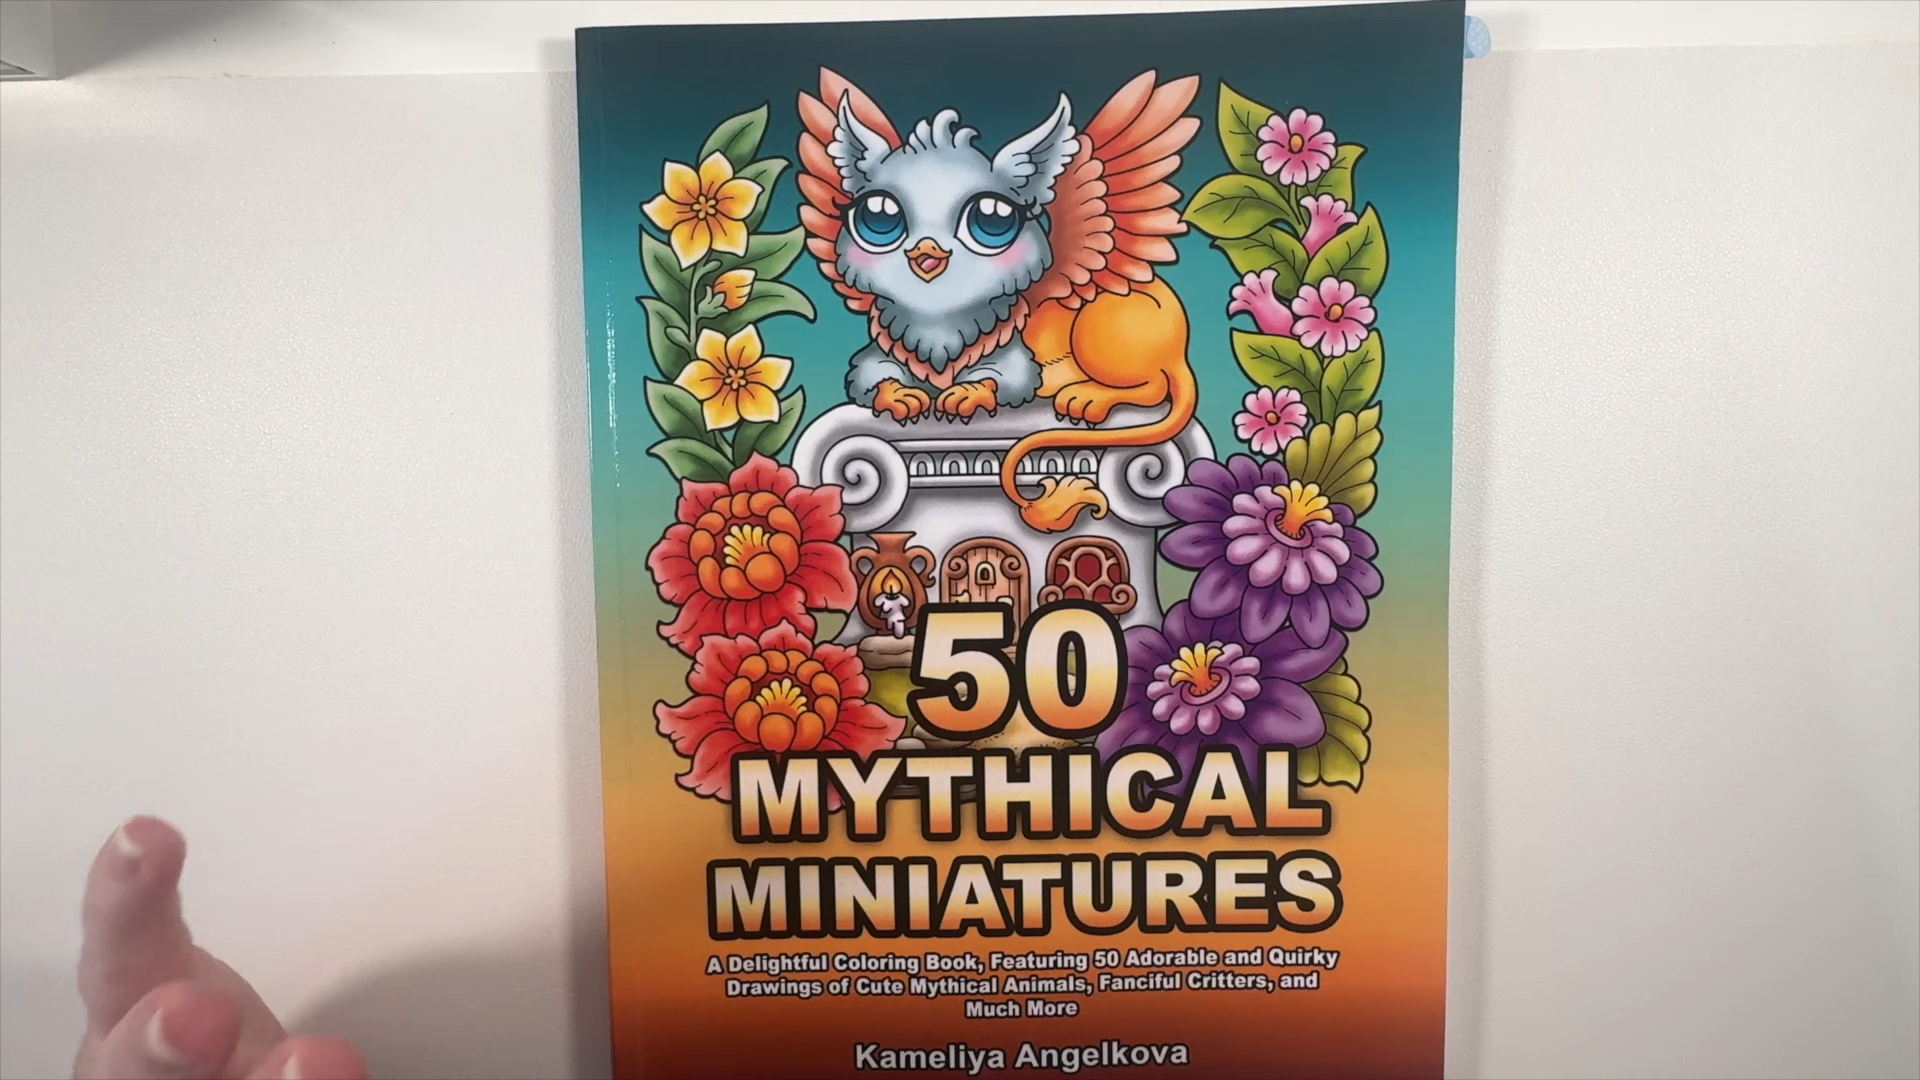 50
MYTHICAL
MINIATURES
A Delightful Coloring Book, Featuring 50 Adorable and Quirky
Drawings of Cute Mythical Animals, Fanciful Critters, and
Much More
Kameliya Angelkova